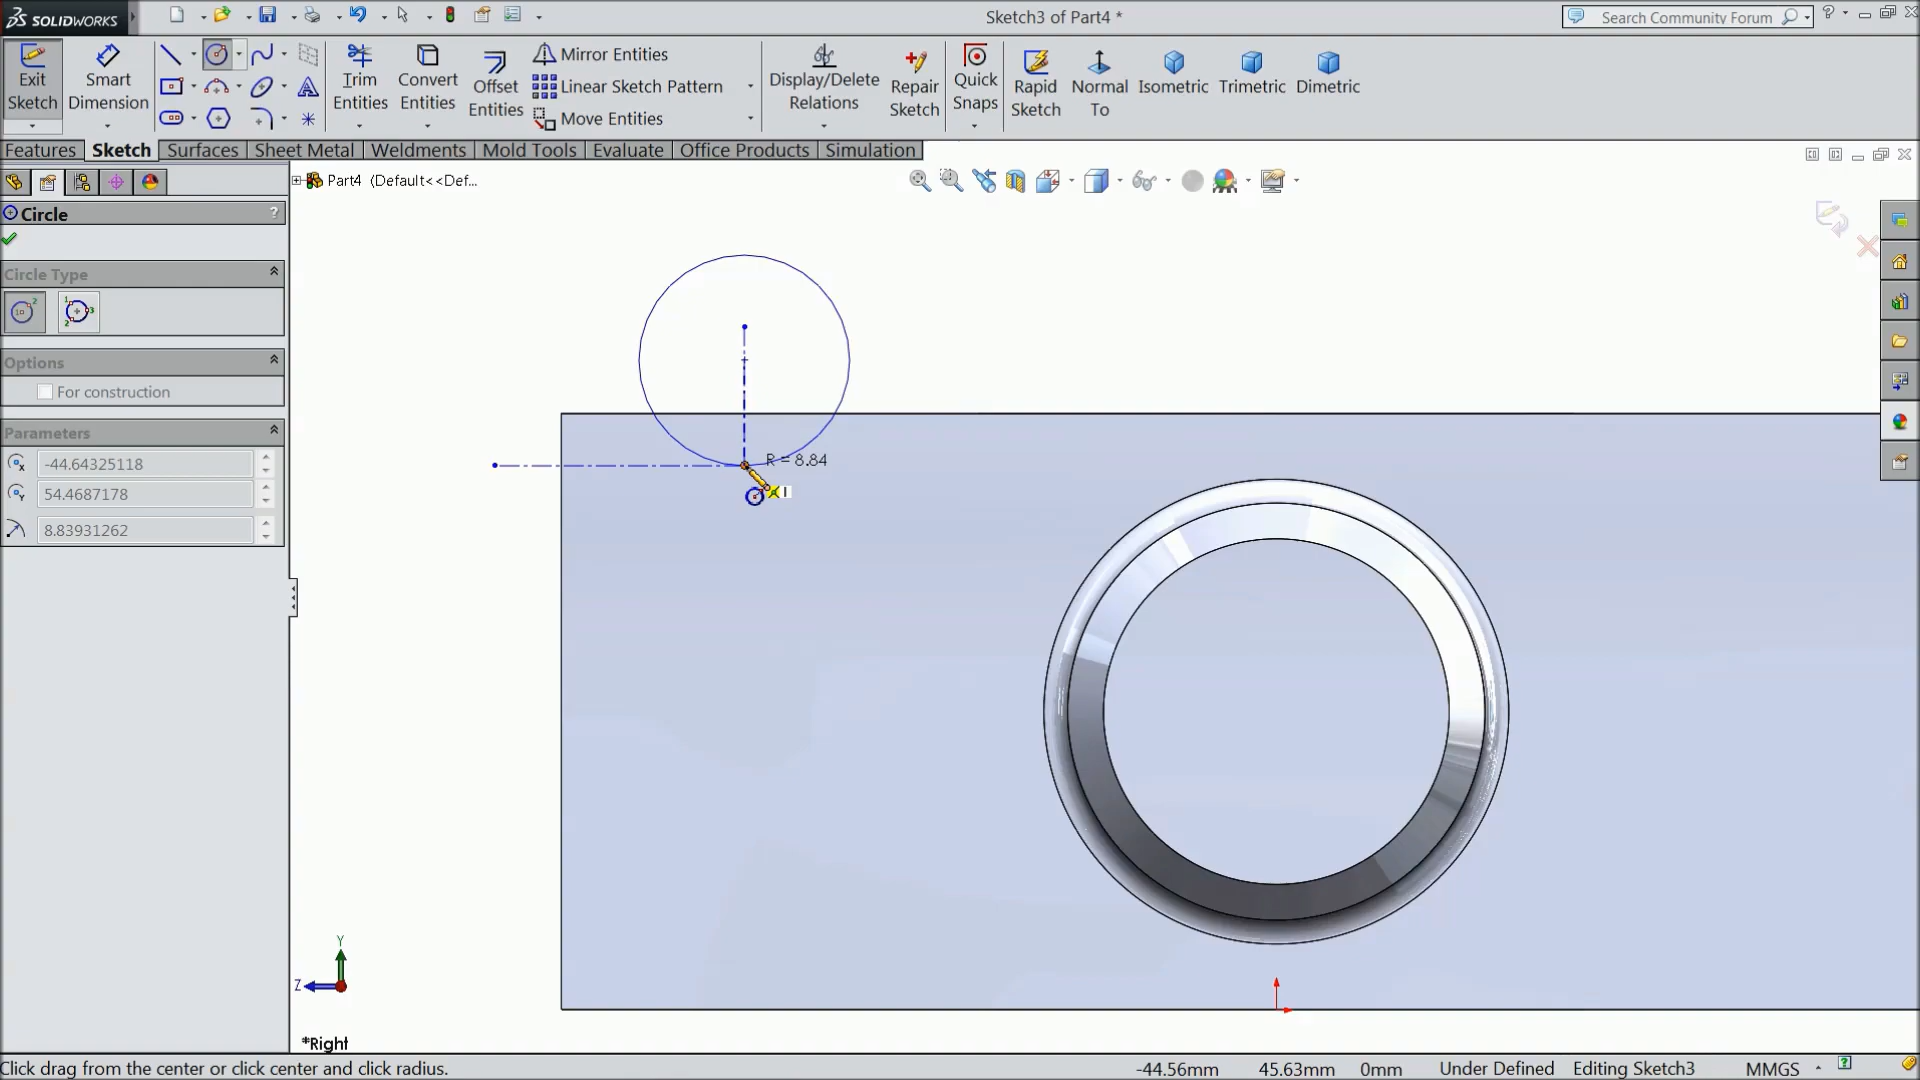 SOLIDWORKS
Sketch3 of Part4 *
Search Community Forum
Exit Sketch
Smart Dimension
Trim Entities
Convert Entities
Offset Entities
Mirror Entities
Linear Sketch Pattern
Move Entities
Display/Delete Relations
Repair Sketch
Quick Snaps
Rapid Sketch
Normal To
Isometric
Trimetric
Dimetric
Features
Sketch
Surfaces
Sheet Metal
Weldments
Mold Tools
Evaluate
Office Products
Simulation
Part4 (Default<<Def...
Circle
?
Circle Type
Options
For construction
Parameters
-44.64325118
54.4687178
8.83931262
R = 8.84
Y
Z
*Right
Click drag from the center or click center and click radius.
-44.56mm
45.63mm
0mm
Under Defined
Editing Sketch3
MMGS